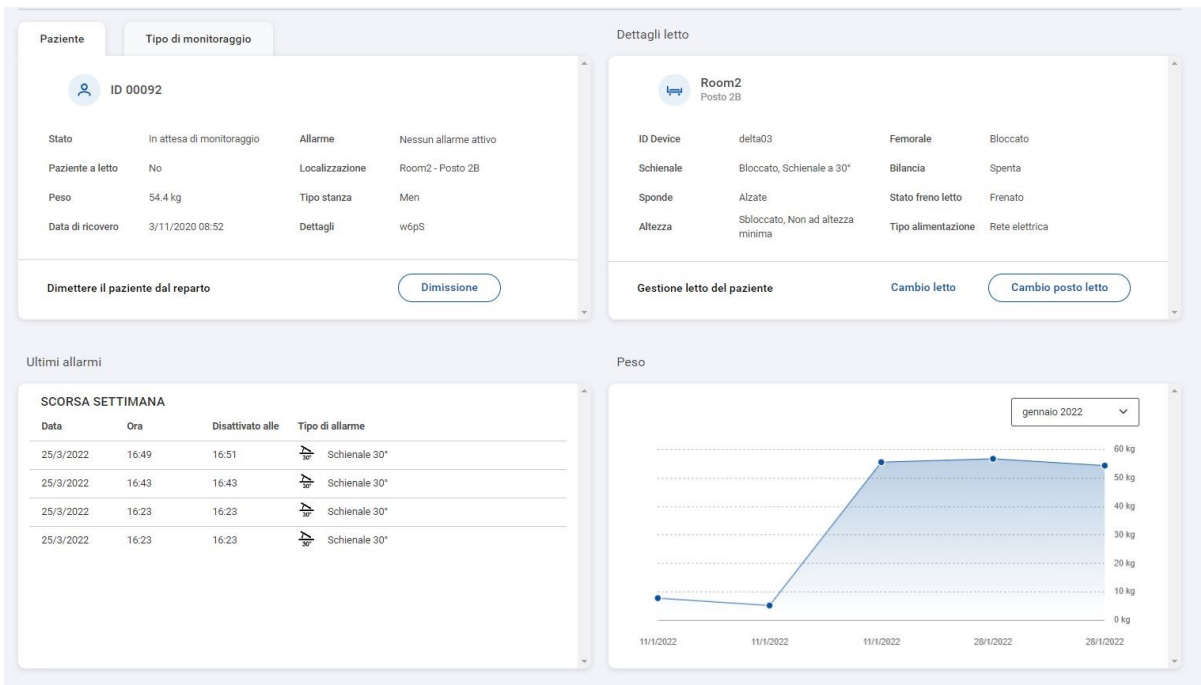 Paziente
Tipo di monitoraggio
ID 00092
Stato In attesa di monitoraggio Allarme Nessun allarme attivo
Paziente a letto No Localizzazione Room2 - Posto 2B
Peso 54.4 kg Tipo stanza Men
Data di ricovero 3/11/2020 08:52 Dettagli w6pS
Dimettere il paziente dal reparto Dimissione
Dettagli letto
Room2
Posto 2B
ID Device delta03 Femorale Bloccato
Schienale Bloccato, Schienale a 30° Bilancia Spenta
Sponde Alzate Stato freno letto Frenato
Altezza Sbloccato, Non ad altezza
minima Tipo alimentazione Rete elettrica
Gestione letto del paziente Cambio letto Cambio posto letto
Ultimi allarmi
SCORSA SETTIMANA
Data Ora Disattivato alle Tipo di allarme
25/3/2022 16:49 16:51 30° Schienale 30°
25/3/2022 16:43 16:43 30° Schienale 30°
25/3/2022 16:23 16:23 30° Schienale 30°
25/3/2022 16:23 16:23 30° Schienale 30°
Peso
gennaio 2022
60 kg
50 kg
40 kg
30 kg
20 kg
10 kg
0 kg
11/1/2022 11/1/2022 11/1/2022 28/1/2022 28/1/2022